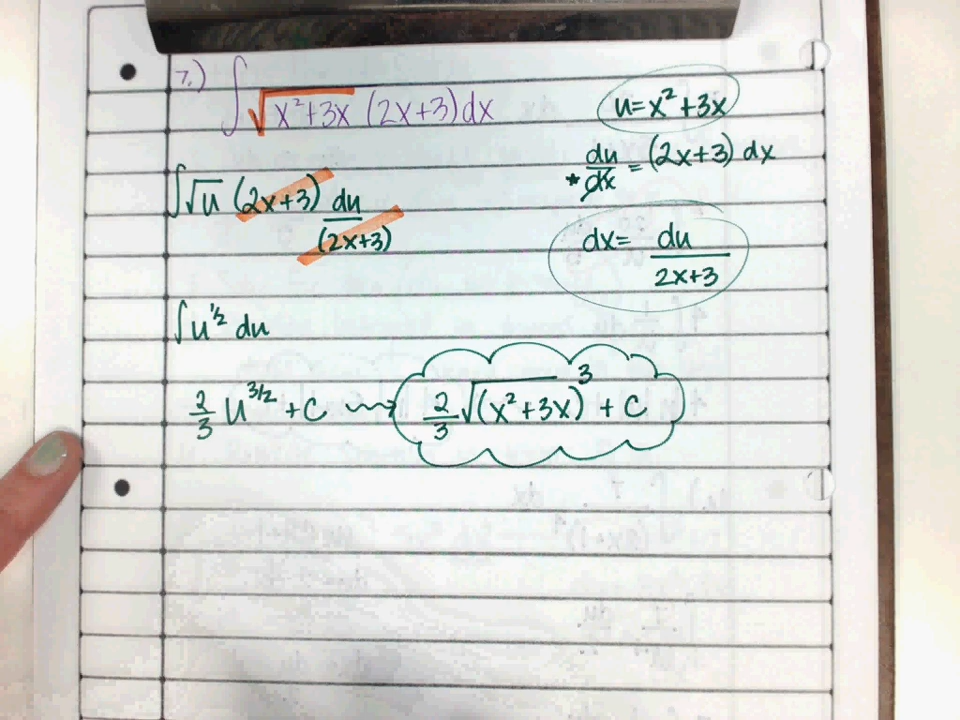 7.) ∫√x²+3x (2x+3)dx
u=x²+3x
*du/dx = (2x+3) dx
∫√u (2x+3) du/(2x+3)
dx= du/2x+3
∫u^½ du
2/3 u^3/2 + C ⇝ 2/3 √(x²+3x)³ + C